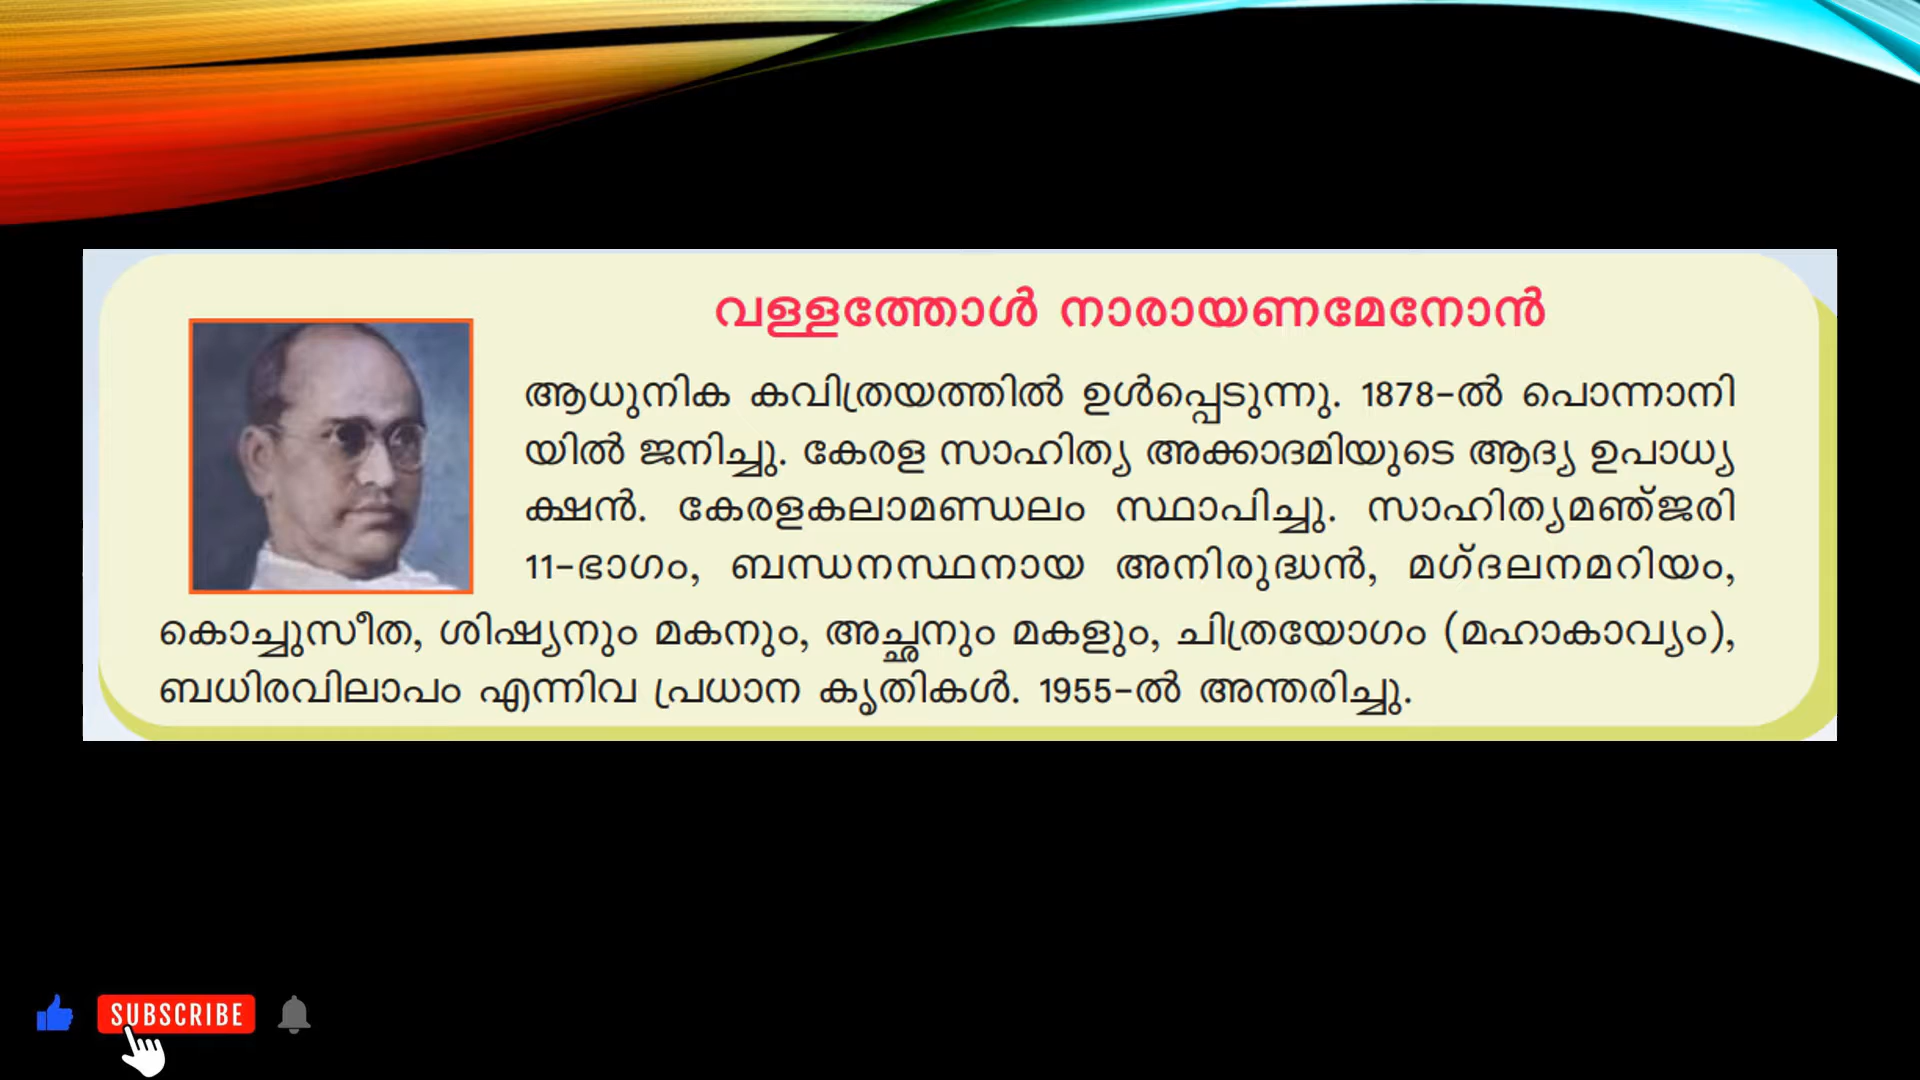 വള്ളത്തോൾ നാരായണമേനോൻ
ആധുനിക കവിത്രയത്തിൽ ഉൾപ്പെടുന്നു. 1878-ൽ പൊന്നാനി
യിൽ ജനിച്ചു. കേരള സാഹിത്യ അക്കാദമിയുടെ ആദ്യ ഉപാധ്യ
ക്ഷൻ. കേരളകലാമണ്ഡലം സ്ഥാപിച്ചു. സാഹിത്യമഞ്ജരി
11-ഭാഗം, ബന്ധനസ്ഥനായ അനിരുദ്ധൻ, മഗ്ദലനമറിയം,
കൊച്ചുസീത, ശിഷ്യനും മകനും, അച്ഛനും മകളും, ചിത്രയോഗം (മഹാകാവ്യം),
ബധിരവിലാപം എന്നിവ പ്രധാന കൃതികൾ. 1955-ൽ അന്തരിച്ചു.
SUBSCRIBE